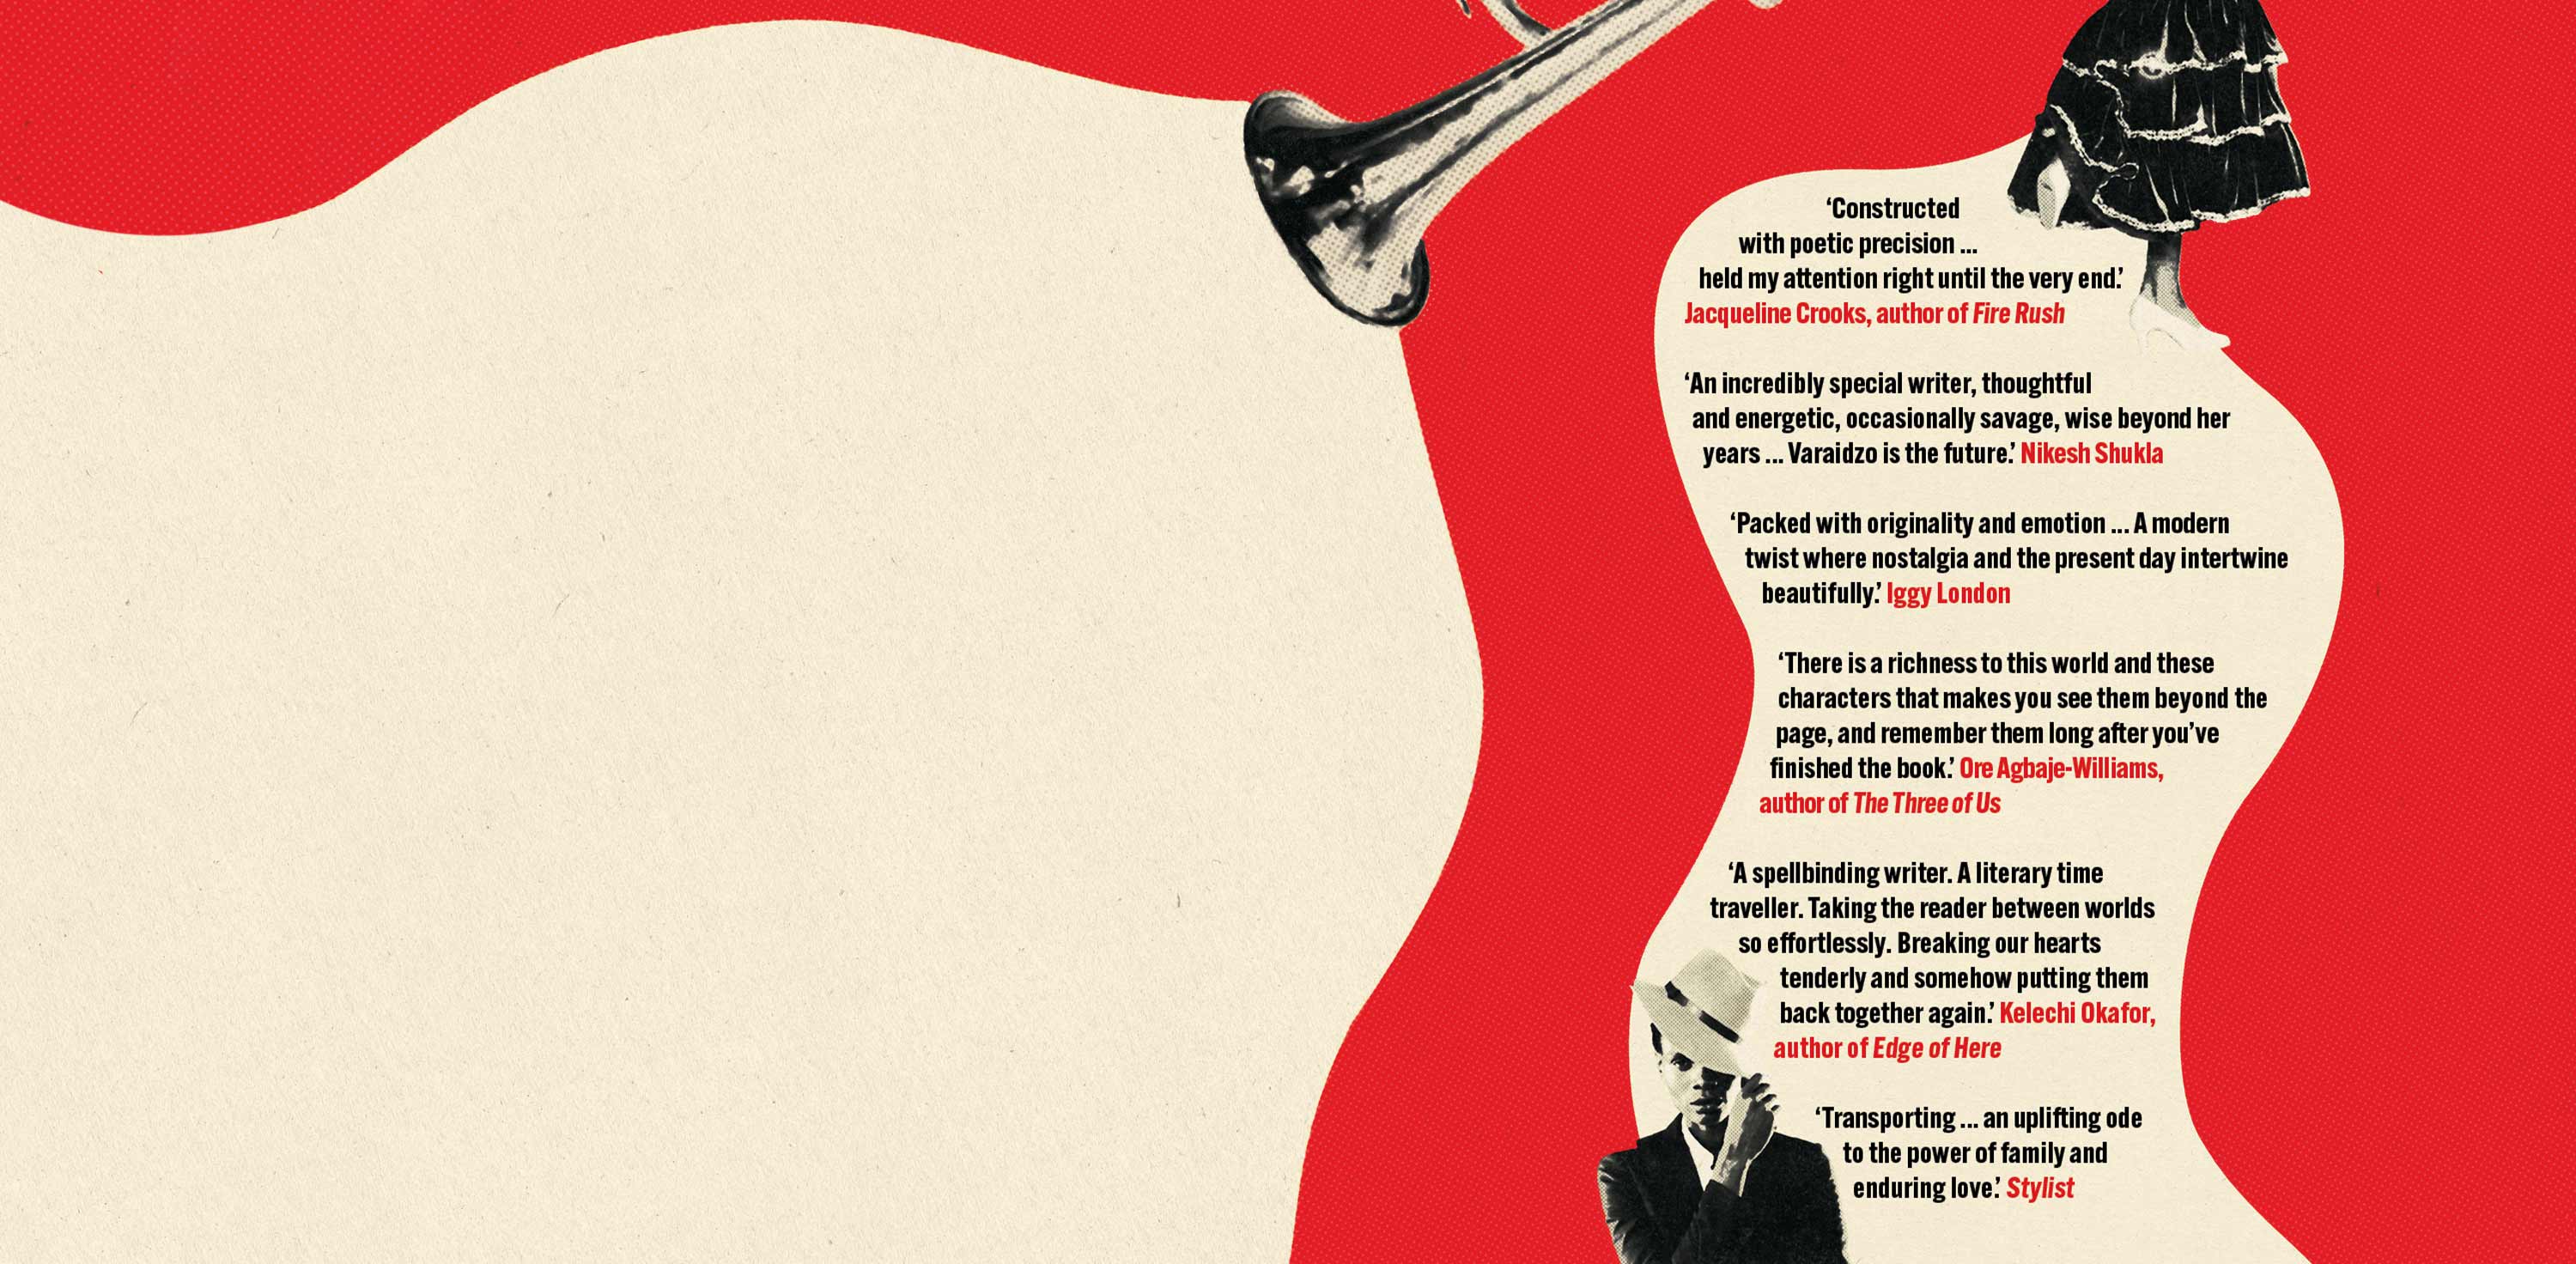 ‘Constructed
with poetic precision ...
held my attention right until the very end.’
Jacqueline Crooks, author of Fire Rush
‘An incredibly special writer, thoughtful
and energetic, occasionally savage, wise beyond her
years ... Varaidzo is the future.’ Nikesh Shukla
‘Packed with originality and emotion ... A modern
twist where nostalgia and the present day intertwine
beautifully.’ Iggy London
‘There is a richness to this world and these
characters that makes you see them beyond the
page, and remember them long after you’ve
finished the book.’ Ore Agbaje-Williams,
author of The Three of Us
‘A spellbinding writer. A literary time
traveller. Taking the reader between worlds
so effortlessly. Breaking our hearts
tenderly and somehow putting them
back together again.’ Kelechi Okafor,
author of Edge of Here
‘Transporting ... an uplifting ode
to the power of family and
enduring love.’ Stylist